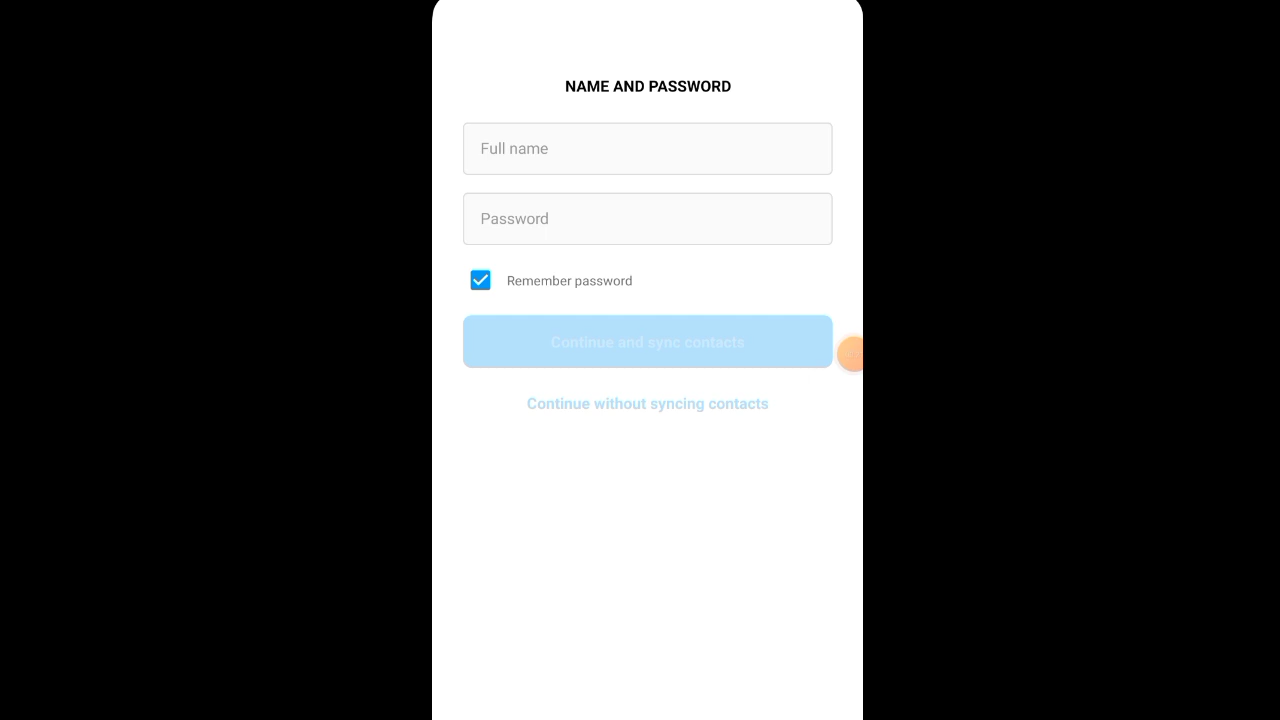 NAME AND PASSWORD
Full name
Password
Remember password
Continue and sync contacts
Continue without syncing contacts